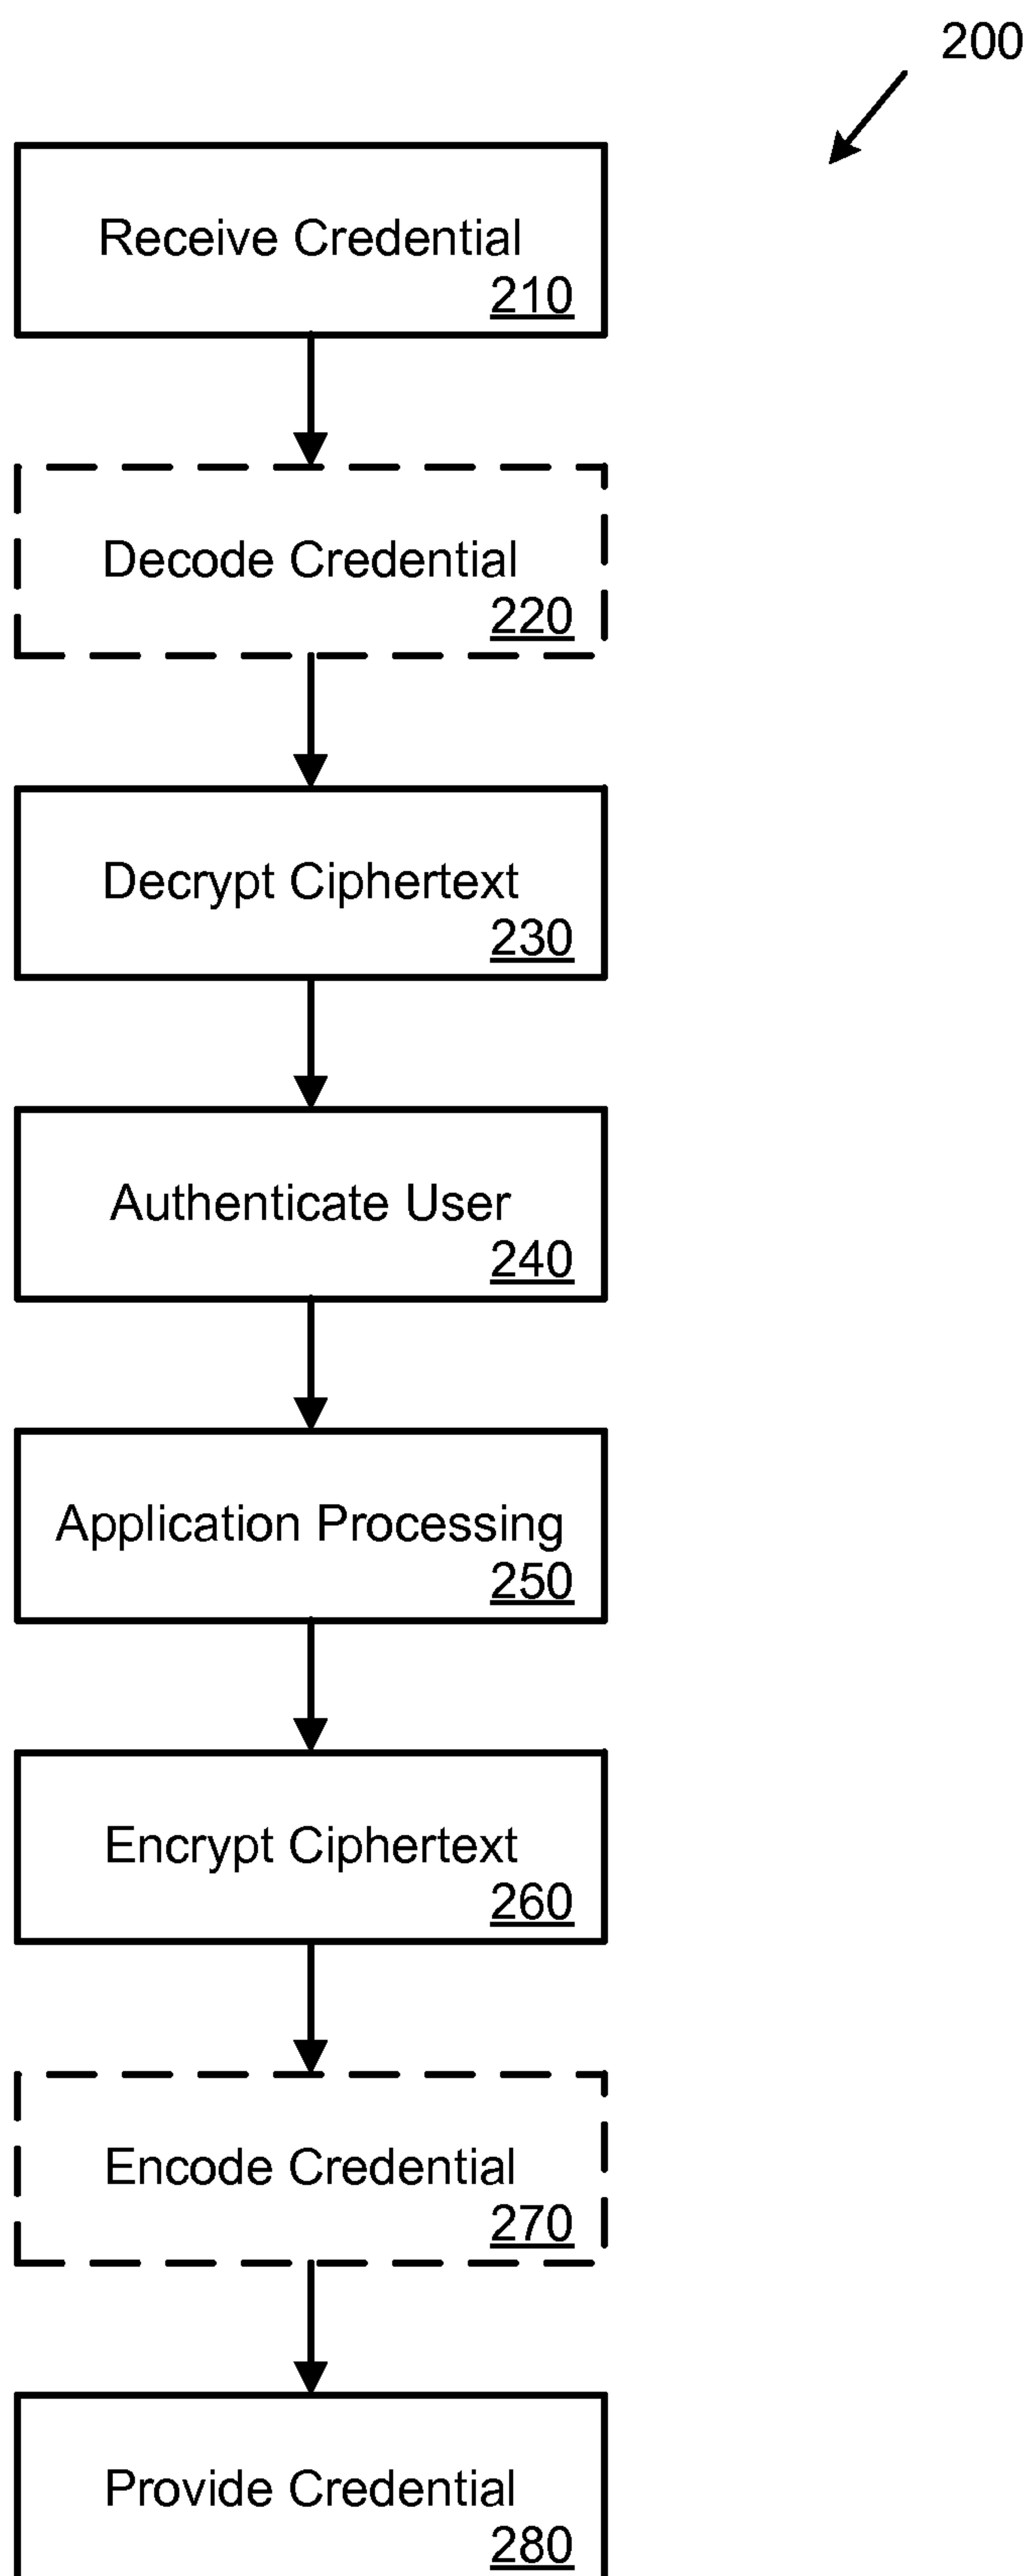 200
Receive Credential
210
Decode Credential
220
Decrypt Ciphertext
230
Authenticate User
240
Application Processing
250
Encrypt Ciphertext
260
Encode Credential
270
Provide Credential
280